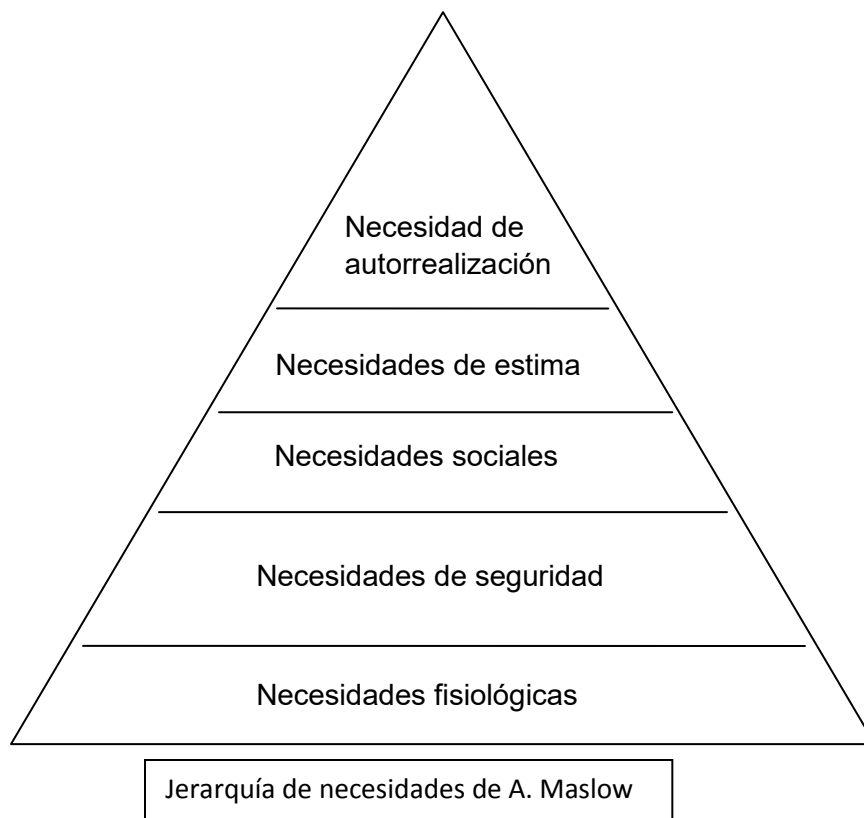 Necesidad de
autorrealización
Necesidades de estima
Necesidades sociales
Necesidades de seguridad
Necesidades fisiológicas
Jerarquía de necesidades de A. Maslow